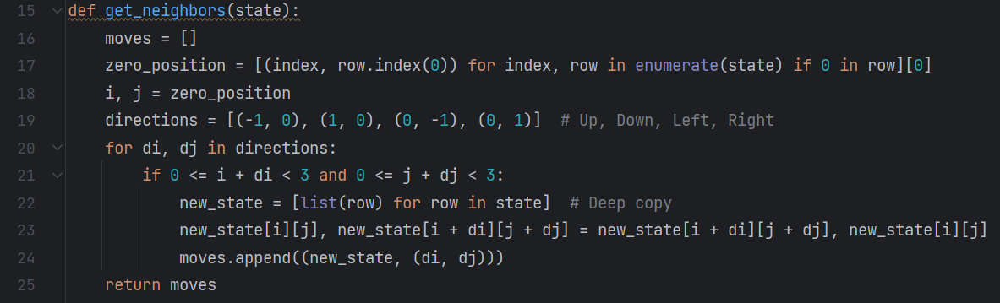 15 def get_neighbors(state):
16     moves = []
17     zero_position = [(index, row.index(0)) for index, row in enumerate(state) if 0 in row][0]
18     i, j = zero_position
19     directions = [(-1, 0), (1, 0), (0, -1), (0, 1)]  # Up, Down, Left, Right
20     for di, dj in directions:
21         if 0 <= i + di < 3 and 0 <= j + dj < 3:
22             new_state = [list(row) for row in state]  # Deep copy
23             new_state[i][j], new_state[i + di][j + dj] = new_state[i + di][j + dj], new_state[i][j]
24             moves.append((new_state, (di, dj)))
25     return moves